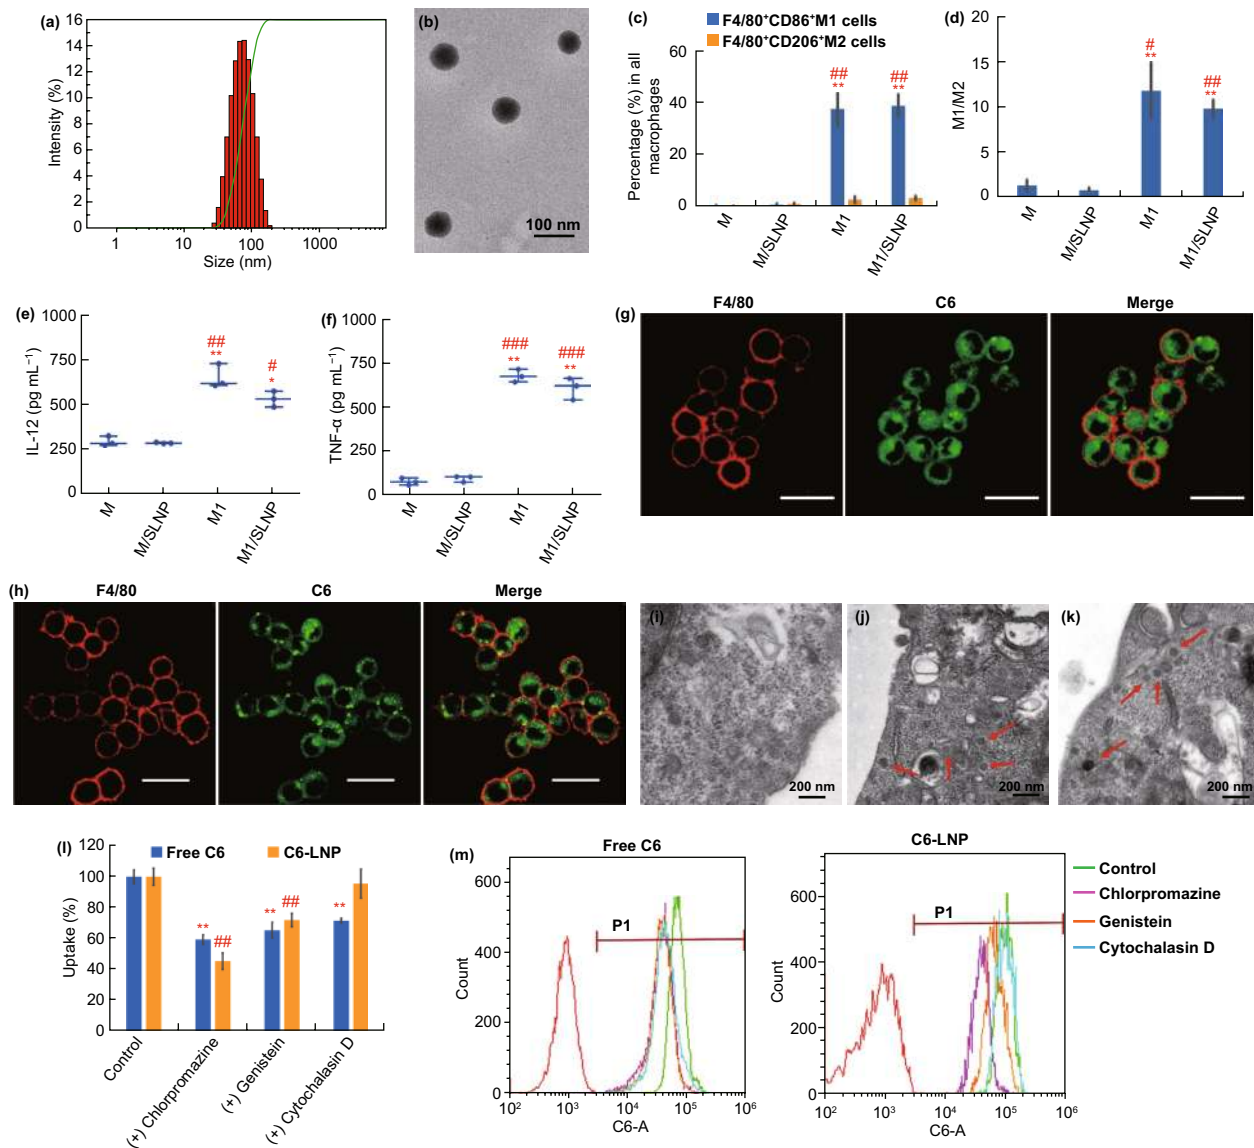 (a)
16
14
12
10
8
6
4
2
0
Intensity (%)
1
10
100
1000
Size (nm)
(b)
100 nm
(c)
F4/80⁺CD86⁺M1 cells
F4/80⁺CD206⁺M2 cells
60
40
20
0
Percentage (%) in all
macrophages
##
**
##
**
M
M/SLNP
M1
M1/SLNP
(d)
20
15
10
5
0
M1/M2
#
**
##
**
M
M/SLNP
M1
M1/SLNP
(e)
1000
750
500
250
0
IL-12 (pg mL⁻¹)
##
**
#
*
M
M/SLNP
M1
M1/SLNP
(f)
1000
750
500
250
0
TNF-α (pg mL⁻¹)
###
**
###
**
M
M/SLNP
M1
M1/SLNP
(g)
F4/80
C6
Merge
(h)
F4/80
C6
Merge
(i)
200 nm
(j)
200 nm
(k)
200 nm
(l)
Free C6
C6-LNP
120
100
80
60
40
20
0
Uptake (%)
**
##
**
##
**
Control
(+) Chlorpromazine
(+) Genistein
(+) Cytochalasin D
(m)
Free C6
600
400
200
0
Count
P1
10²
10³
10⁴
10⁵
10⁶
C6-A
C6-LNP
600
400
200
0
Count
P1
10²
10³
10⁴
10⁵
10⁶
C6-A
Control
Chlorpromazine
Genistein
Cytochalasin D